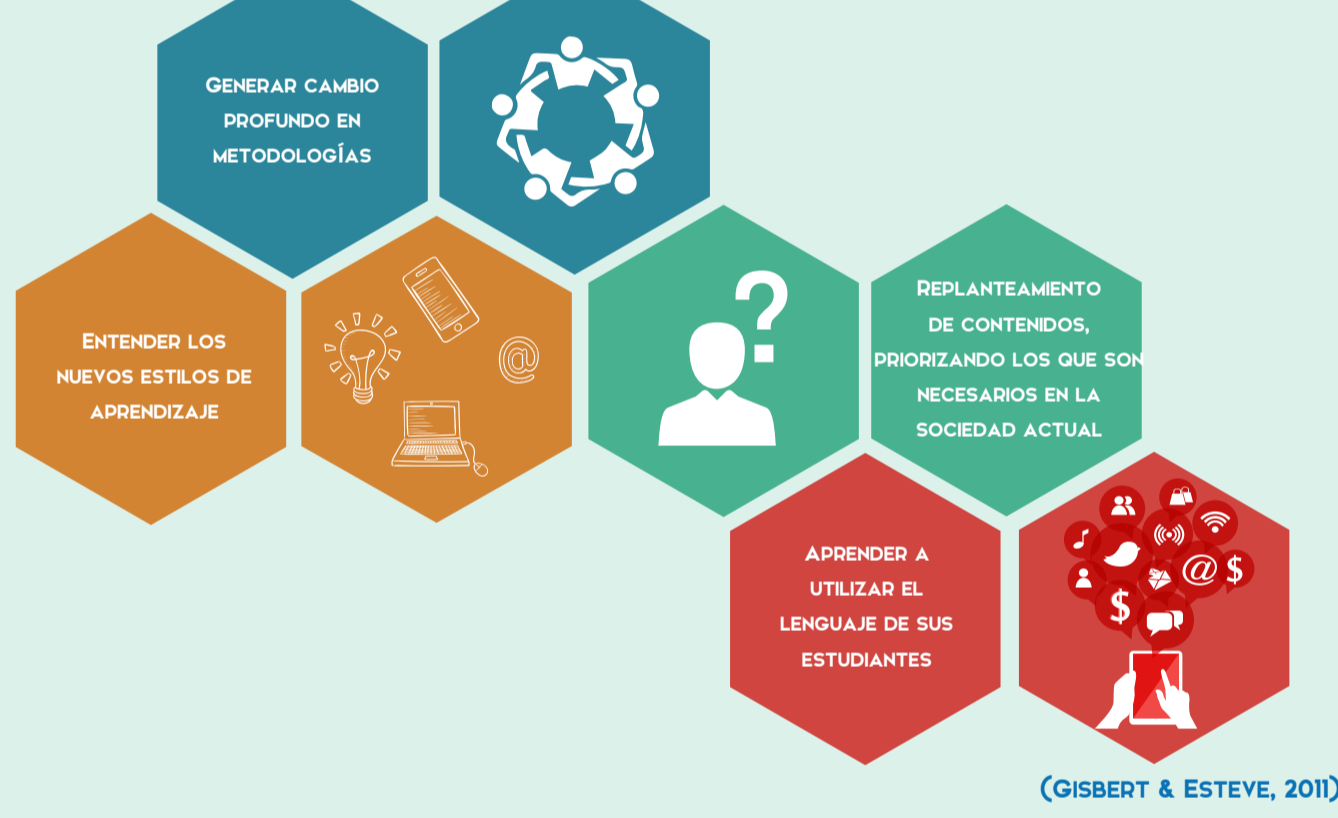 GENERAR CAMBIO
PROFUNDO EN
METODOLOGÍAS
ENTENDER LOS
NUEVOS ESTILOS DE
APRENDIZAJE
@
?
REPLANTEAMIENTO
DE CONTENIDOS,
PRIORIZANDO LOS QUE SON
NECESARIOS EN LA
SOCIEDAD ACTUAL
APRENDER A
UTILIZAR EL
LENGUAJE DE SUS
ESTUDIANTES
@ $
$
(GISBERT & ESTEVE, 2011)